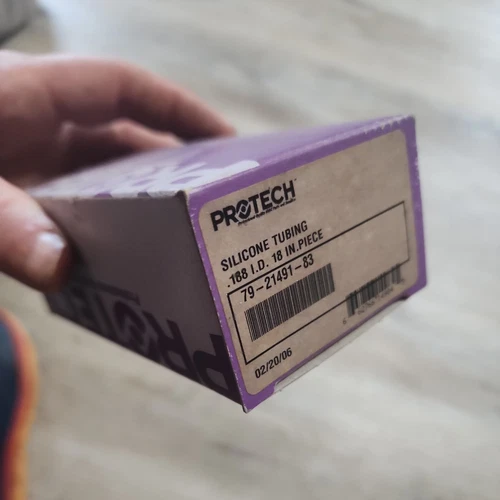 PROTECH
SILICONE TUBING
.188 I.D. 18 IN.PIECE
79-21491-83
02/20/06